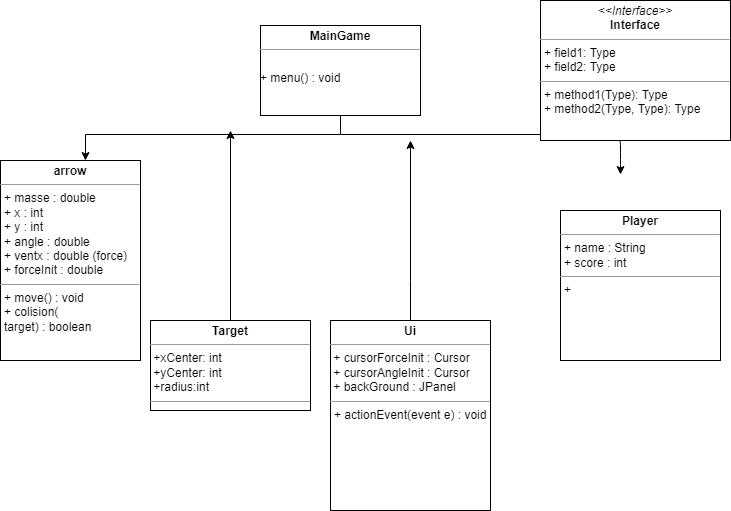 MainGame
+ menu() : void
<<Interface>>
Interface
+ field1: Type
+ field2: Type
+ method1(Type): Type
+ method2(Type, Type): Type
arrow
+ masse : double
+ x : int
+ y : int
+ angle : double
+ ventx : double (force)
+ forceInit : double
+ move() : void
+ colision(
target) : boolean
Target
+xCenter: int
+yCenter: int
+radius:int
Ui
+ cursorForceInit : Cursor
+ cursorAngleInit : Cursor
+ backGround : JPanel
+ actionEvent(event e) : void
Player
+ name : String
+ score : int
+